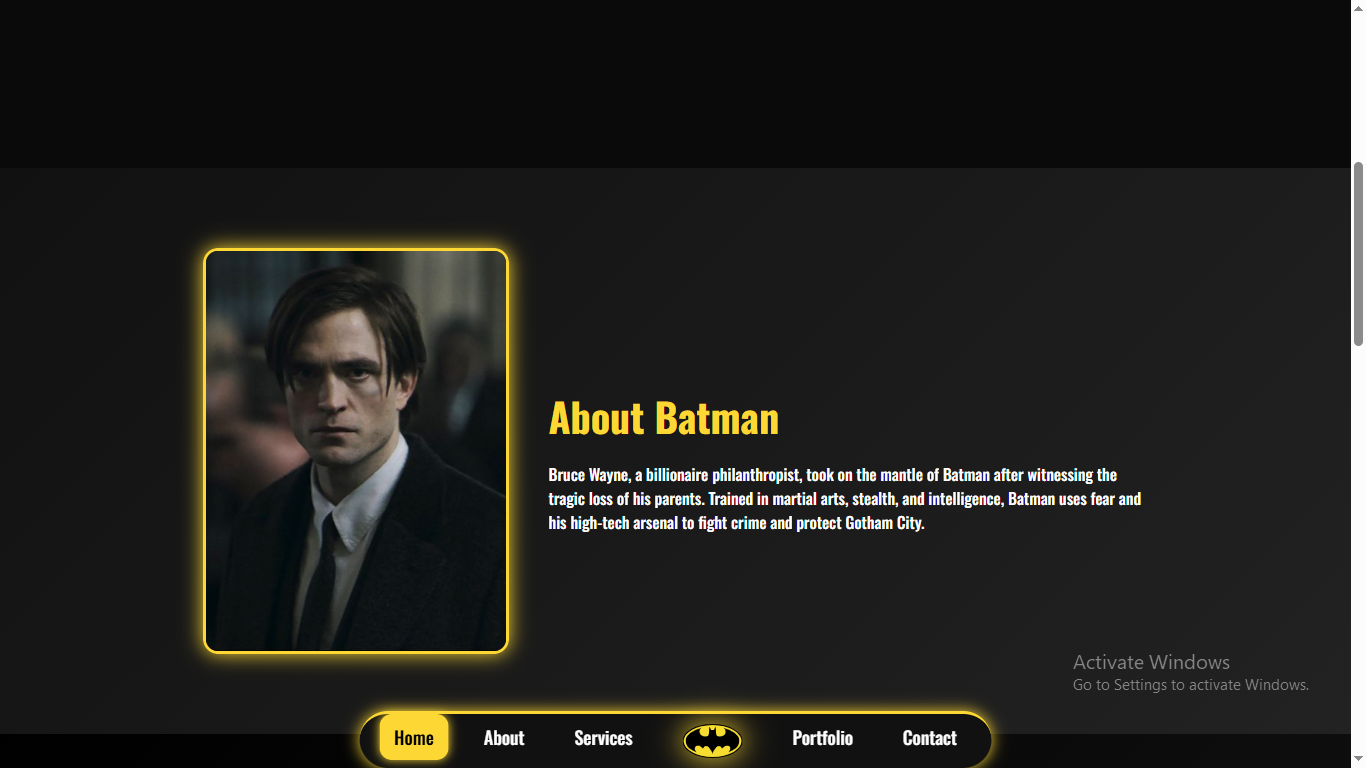 About Batman
Bruce Wayne, a billionaire philanthropist, took on the mantle of Batman after witnessing the
tragic loss of his parents. Trained in martial arts, stealth, and intelligence, Batman uses fear and
his high-tech arsenal to fight crime and protect Gotham City.
Activate Windows
Go to Settings to activate Windows.
Home About Services Portfolio Contact